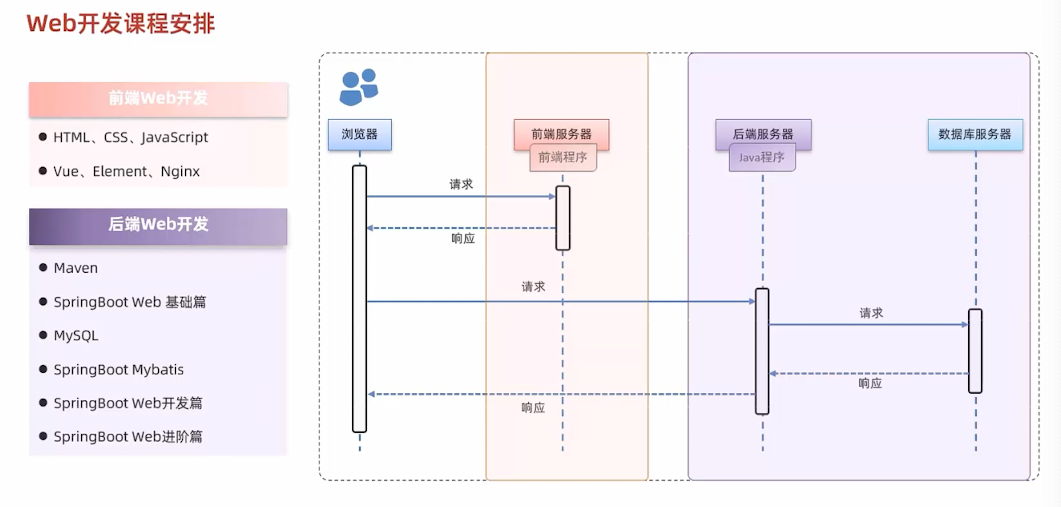 Web开发课程安排
前端Web开发
HTML、CSS、JavaScript
Vue、Element、Nginx
后端Web开发
Maven
SpringBoot Web 基础篇
MySQL
SpringBoot Mybatis
SpringBoot Web开发篇
SpringBoot Web进阶篇
浏览器
前端服务器
前端程序
后端服务器
Java程序
数据库服务器
请求
响应
请求
请求
响应
响应